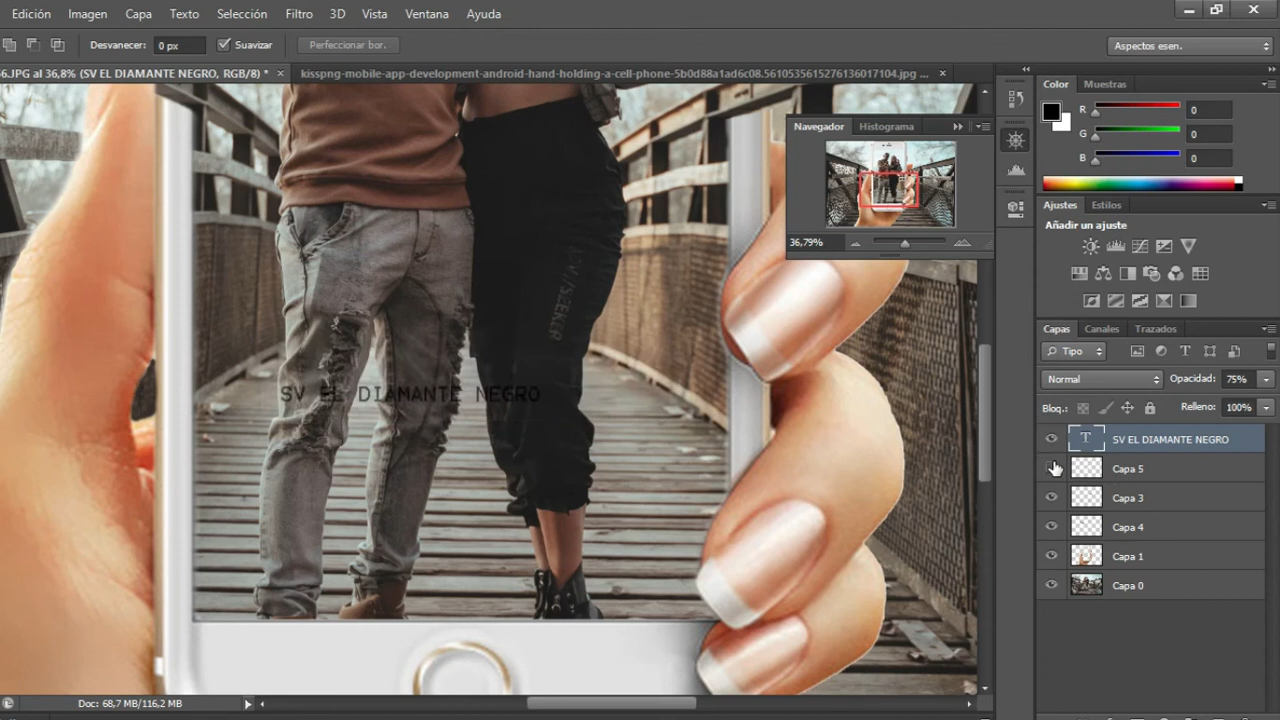 Edición Imagen Capa Texto Selección Filtro 3D Vista Ventana Ayuda
Desvanecer: 0 px Suavizar Perfeccionar bor. Aspectos esen.
6.JPG al 36,8% (SV EL DIAMANTE NEGRO, RGB/8) * × kisspng-mobile-app-development-android-hand-holding-a-cell-phone-5b0d88a1ad6c08.5610535615276136017104.jpg ... ×
Color Muestras
R 0
G 0
B 0
Navegador Histograma
36,79%
Ajustes Estilos
Añadir un ajuste
Capas Canales Trazados
Tipo
Normal Opacidad: 75%
Bloq.: Relleno: 100%
SV EL DIAMANTE NEGRO
T SV EL DIAMANTE NEGRO
Capa 5
Capa 3
Capa 4
Capa 1
Capa 0
Doc: 68,7 MB/116,2 MB